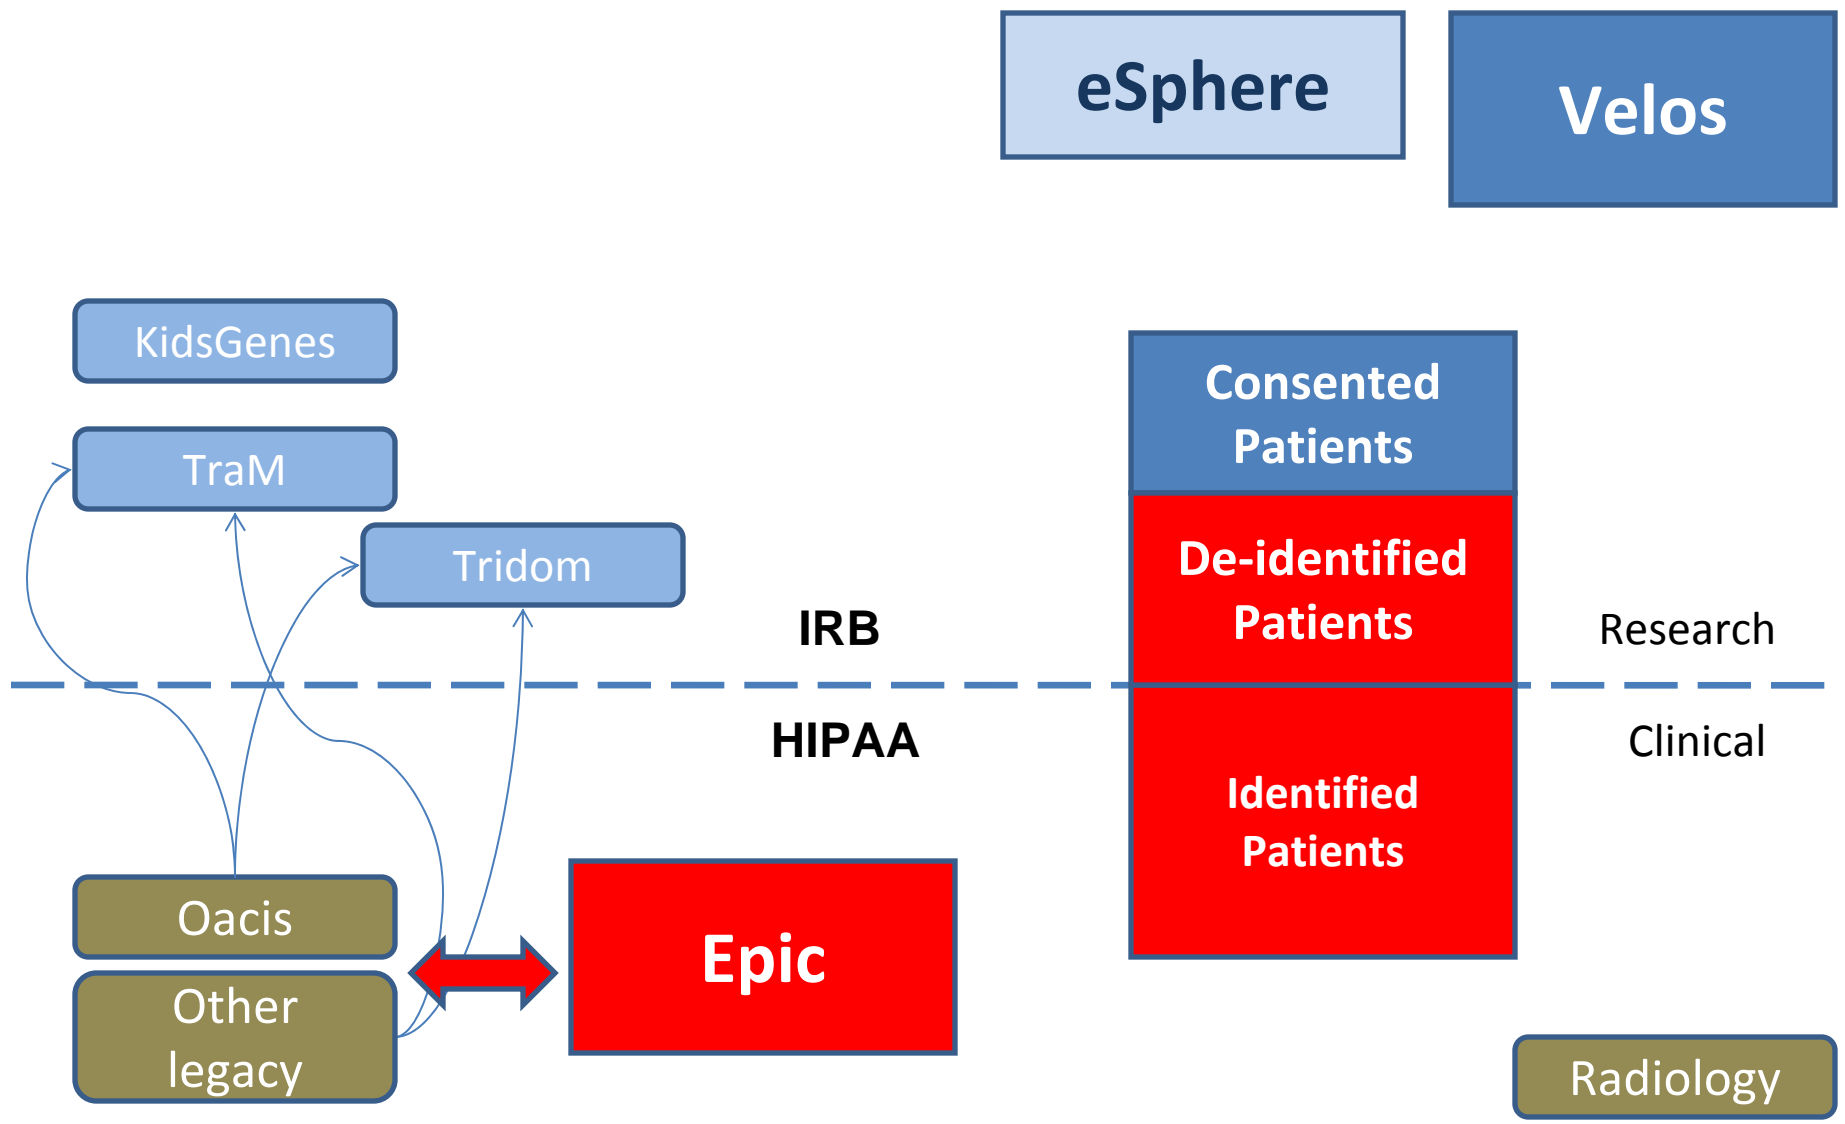 eSphere
Velos
KidsGenes
TraM
Tridom
Consented
Patients
De-identified
Patients
IRB
Research
HIPAA
Clinical
Identified
Patients
Oacis
Epic
Other
legacy
Radiology